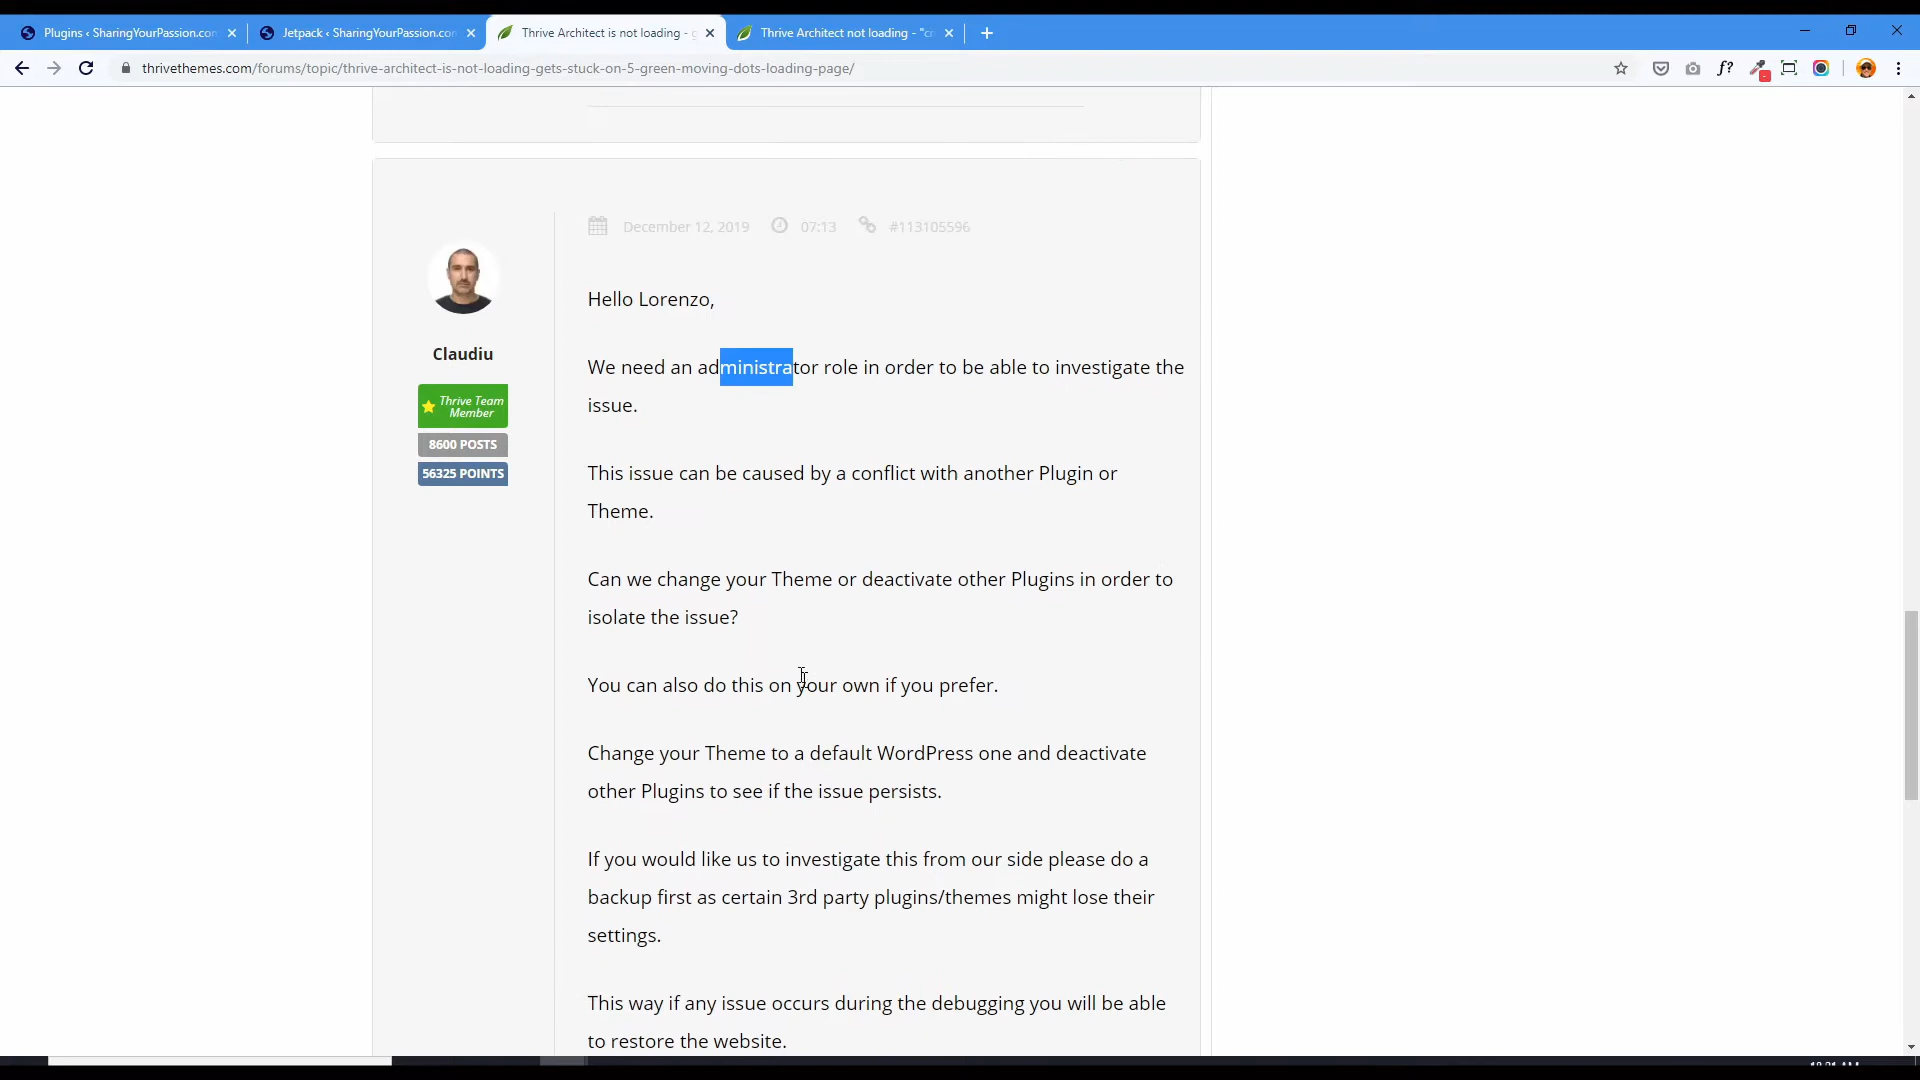 Plugins ‹ SharingYourPassion.com
Jetpack ‹ SharingYourPassion.com
Thrive Architect is not loading - g
Thrive Architect not loading - "cr
thrivethemes.com/forums/topic/thrive-architect-is-not-loading-gets-stuck-on-5-green-moving-dots-loading-page/
f?
December 12, 2019 07:13 #113105596
Claudiu
Thrive Team
Member
8600 POSTS
56325 POINTS
Hello Lorenzo,
We need an administrator role in order to be able to investigate the
issue.
This issue can be caused by a conflict with another Plugin or
Theme.
Can we change your Theme or deactivate other Plugins in order to
isolate the issue?
You can also do this on your own if you prefer.
Change your Theme to a default WordPress one and deactivate
other Plugins to see if the issue persists.
If you would like us to investigate this from our side please do a
backup first as certain 3rd party plugins/themes might lose their
settings.
This way if any issue occurs during the debugging you will be able
to restore the website.